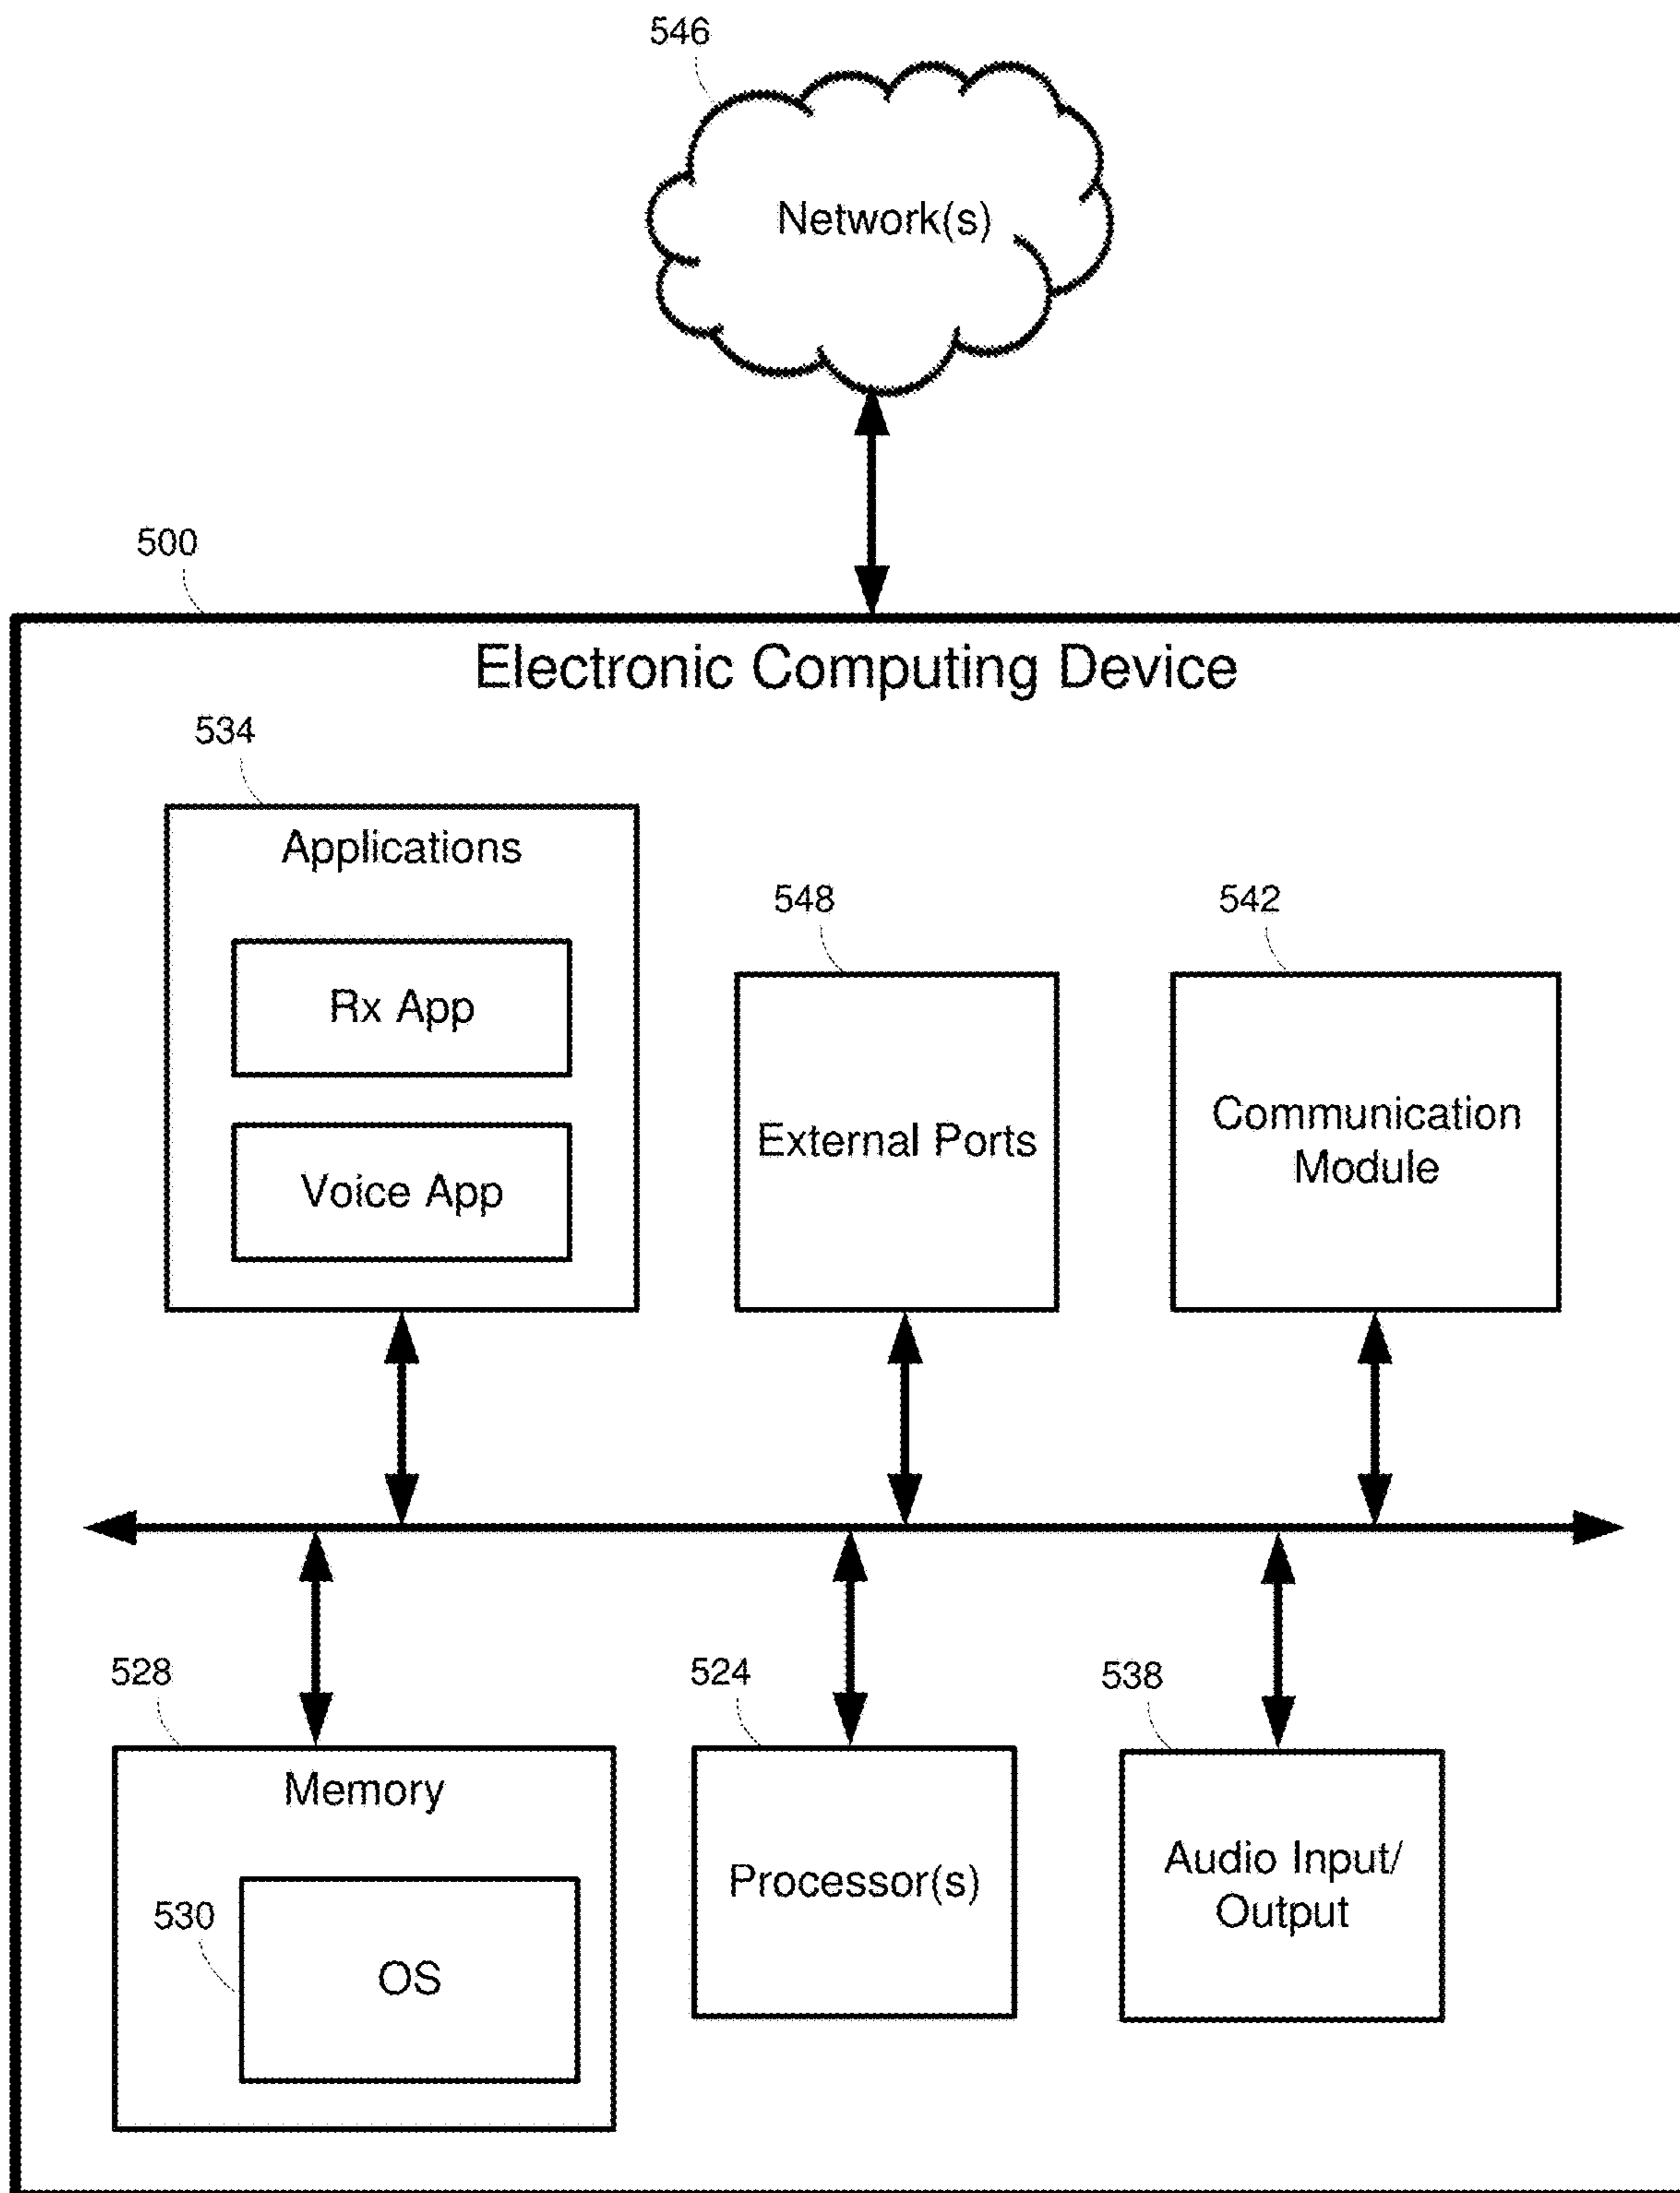 546
Network(s)
500
Electronic Computing Device
534
Applications
548
542
Rx App
External Ports
Communication
Module
Voice App
528
524
538
Memory
Processor(s)
Audio Input/
Output
530
OS